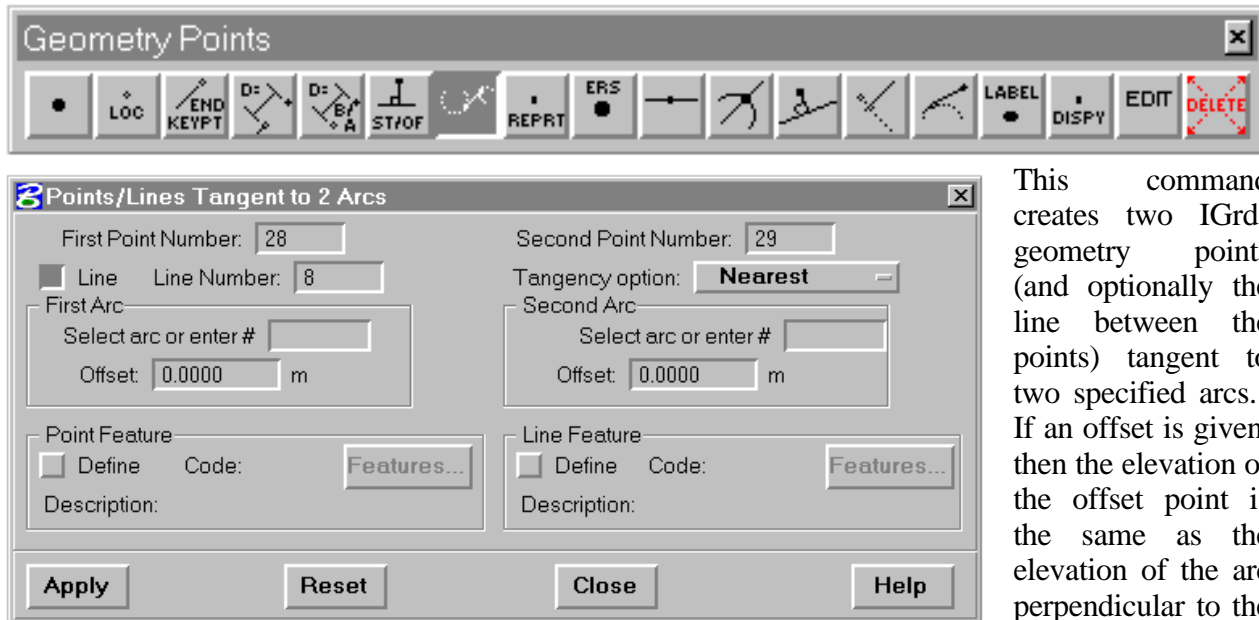 Geometry Points
LOC
END KEYPT
D=
D= B/ A
ST/OF
REPRT
ERS
LABEL
DISPY
EDIT
DELETE
Points/Lines Tangent to 2 Arcs
First Point Number: 28
Second Point Number: 29
Line Line Number: 8
Tangency option: Nearest
First Arc
Second Arc
Select arc or enter #
Select arc or enter #
Offset: 0.0000 m
Offset: 0.0000 m
Point Feature
Line Feature
Define Code: Features...
Define Code: Features...
Description:
Description:
Apply Reset Close Help
This command
creates two IGrd
geometry point
(and optionally the
line between the
points) tangent to
two specified arcs.
If an offset is given
then the elevation o
the offset point i
the same as the
elevation of the arc
perpendicular to the